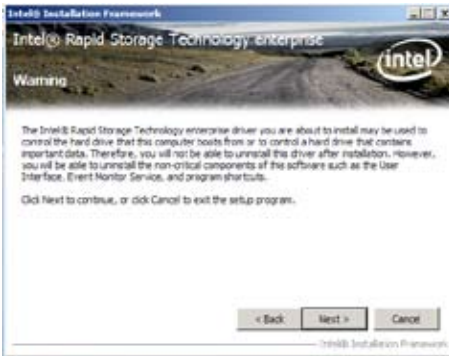 Intel® Installation Framework
Intel® Rapid Storage Technology enterprise
intel
Warning
The Intel® Rapid Storage Technology enterprise driver you are about to install may be used to
control the hard drive that this computer boots from or to control a hard drive that contains
important data. Therefore, you will not be able to uninstall this driver after installation. However,
you will be able to uninstall the non-critical components of this software such as the User
Interface, Event Monitor Service, and program shortcuts.
Click Next to continue, or click Cancel to exit the setup program.
< Back
Next >
Cancel
Intel® Installation Framework